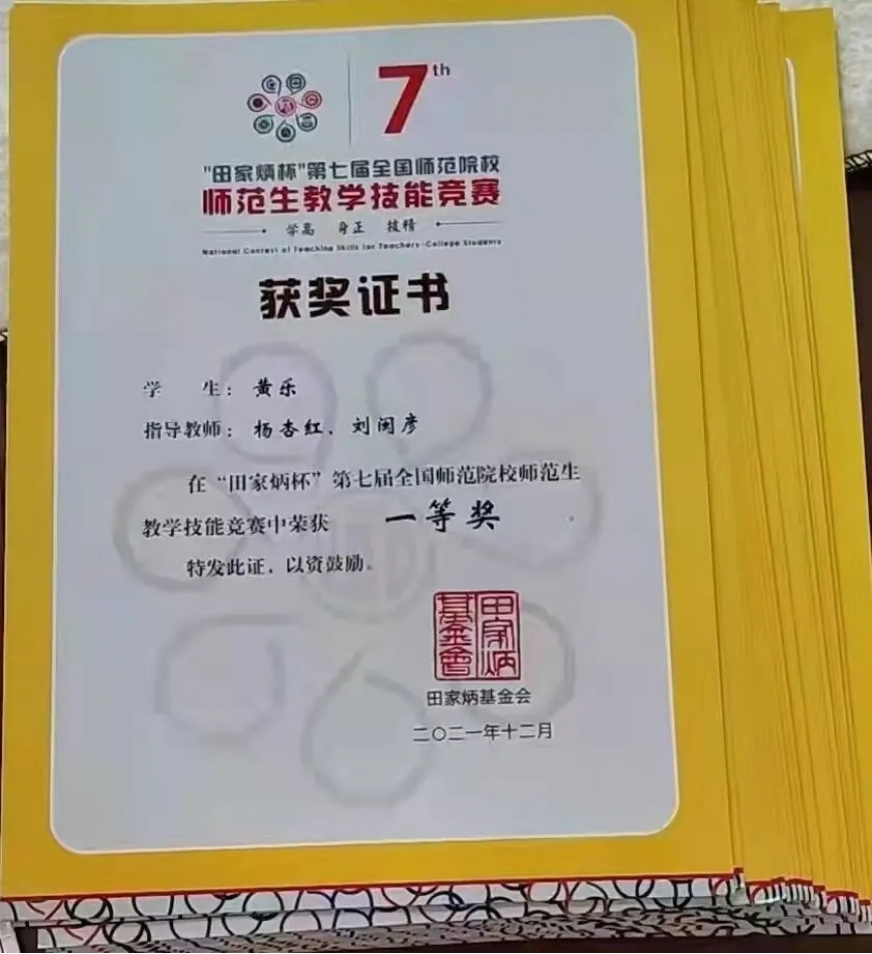 7th
"田家炳杯"第七届全国师范院校
师范生教学技能竞赛
学高 身正 技精
National Contest of Teaching Skills for Teachers-College Students
获奖证书
学 生：黄乐
指导教师：杨杏红、刘闽彦
在“田家炳杯”第七届全国师范院校师范生
教学技能竞赛中荣获 一等奖
特发此证，以资鼓励。
田家炳
基金會
田家炳基金会
二〇二一年十二月